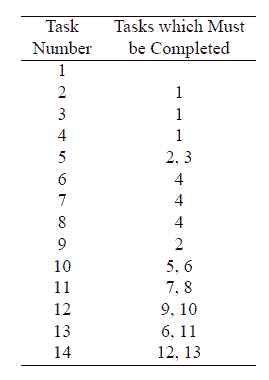 Task Tasks which Must
Number be Completed
1
2 1
3 1
4 1
5 2, 3
6 4
7 4
8 4
9 2
10 5, 6
11 7, 8
12 9, 10
13 6, 11
14 12, 13